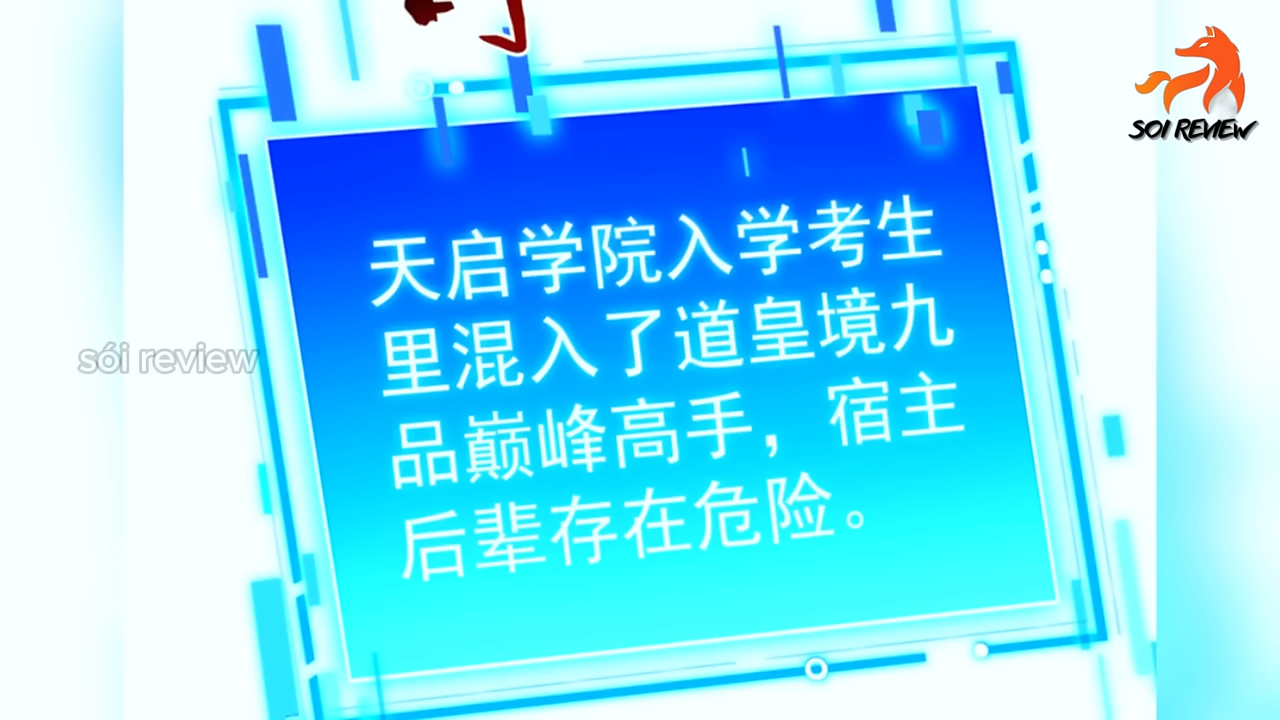 SOI REVIEW
天启学院入学考生
里混入了道皇境九
sói review
品巅峰高手，宿主
后辈存在危险。